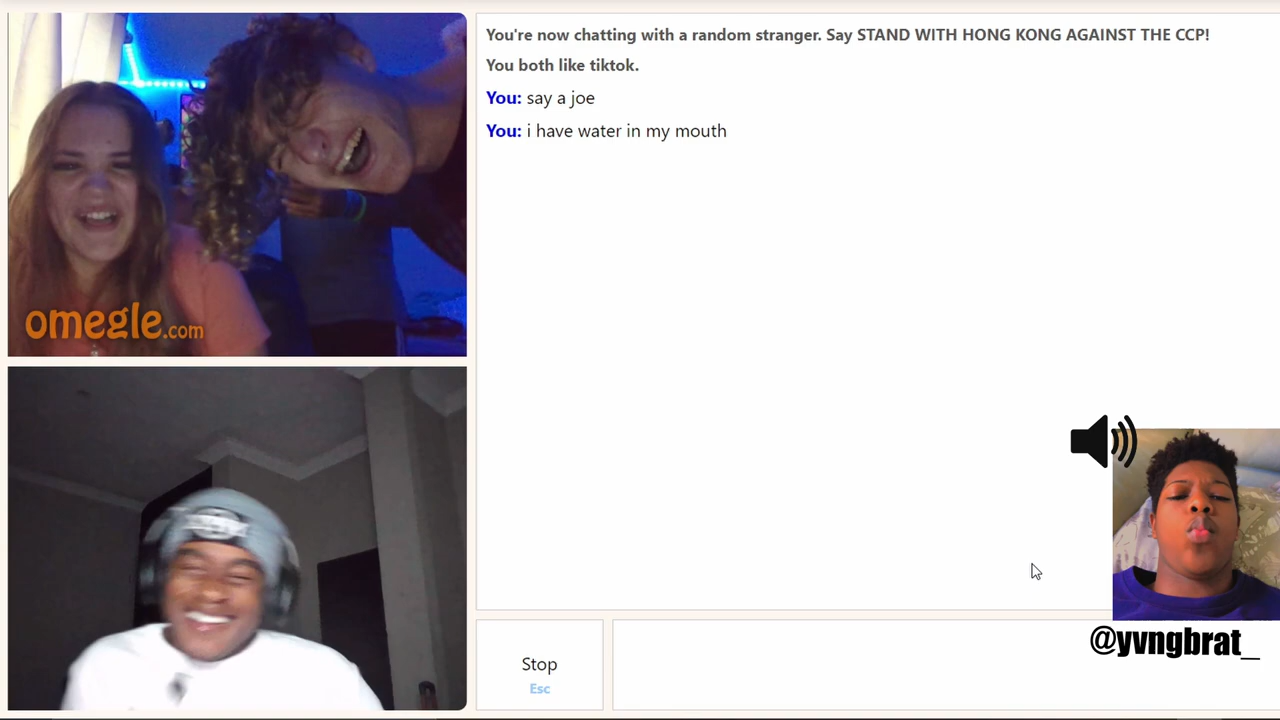 You're now chatting with a random stranger. Say STAND WITH HONG KONG AGAINST THE CCP!
You both like tiktok.
You: say a joe
You: i have water in my mouth
omegle.com
Stop
Esc
@yvngbrat_